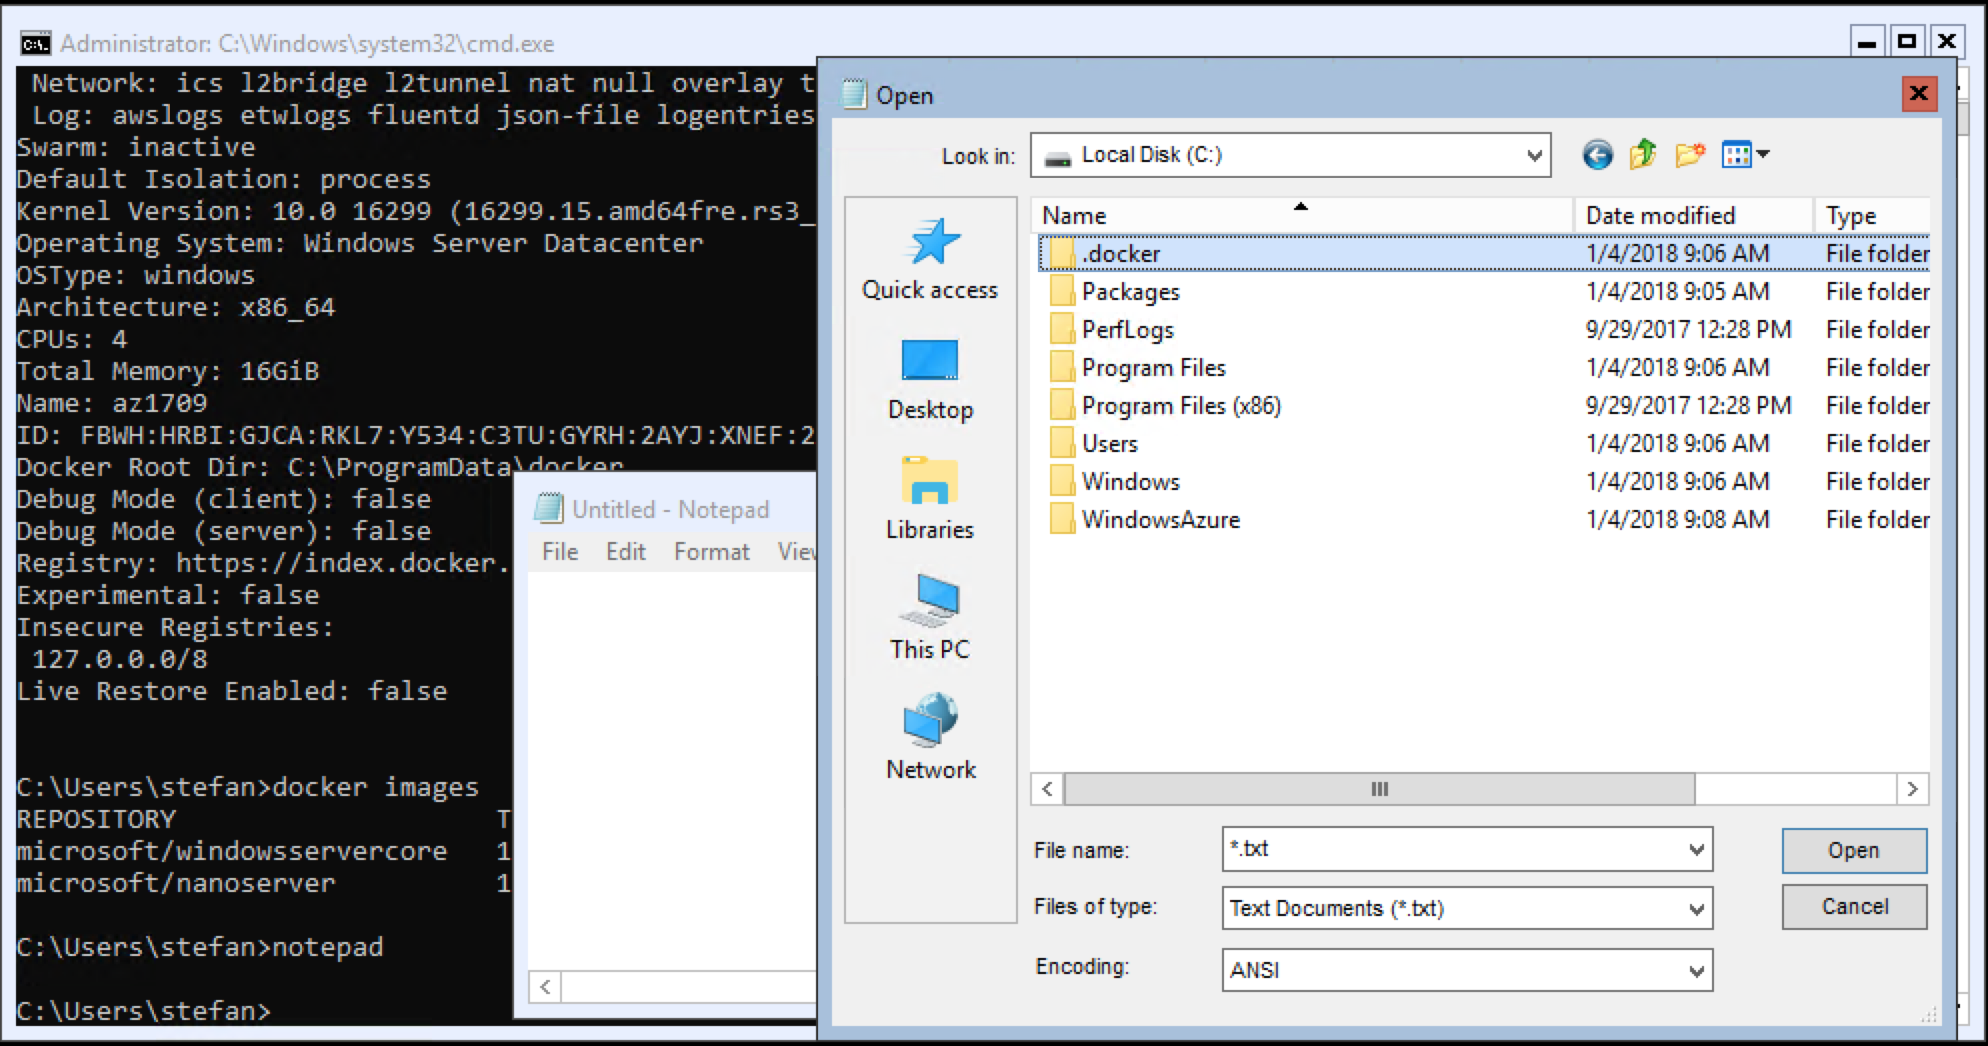 Administrator: C:\Windows\system32\cmd.exe
Network: ics l2bridge l2tunnel nat null overlay t
Log: awslogs etwlogs fluentd json-file logentries
Swarm: inactive
Default Isolation: process
Kernel Version: 10.0 16299 (16299.15.amd64fre.rs3_
Operating System: Windows Server Datacenter
OSType: windows
Architecture: x86_64
CPUs: 4
Total Memory: 16GiB
Name: az1709
ID: FBWH:HRBI:GJCA:RKL7:Y534:C3TU:GYRH:2AYJ:XNEF:2
Docker Root Dir: C:\ProgramData\docker
Debug Mode (client): false
Debug Mode (server): false
Registry: https://index.docker.
Experimental: false
Insecure Registries:
127.0.0.0/8
Live Restore Enabled: false
C:\Users\stefan>docker images
REPOSITORY T
microsoft/windowsservercore 1
microsoft/nanoserver 1
C:\Users\stefan>notepad
C:\Users\stefan>
Untitled - Notepad
File Edit Format View
Open
Look in: Local Disk (C:)
Quick access
Desktop
Libraries
This PC
Network
Name Date modified Type
.docker 1/4/2018 9:06 AM File folder
Packages 1/4/2018 9:05 AM File folder
PerfLogs 9/29/2017 12:28 PM File folder
Program Files 1/4/2018 9:06 AM File folder
Program Files (x86) 9/29/2017 12:28 PM File folder
Users 1/4/2018 9:06 AM File folder
Windows 1/4/2018 9:06 AM File folder
WindowsAzure 1/4/2018 9:08 AM File folder
File name: *.txt Open
Files of type: Text Documents (*.txt) Cancel
Encoding: ANSI